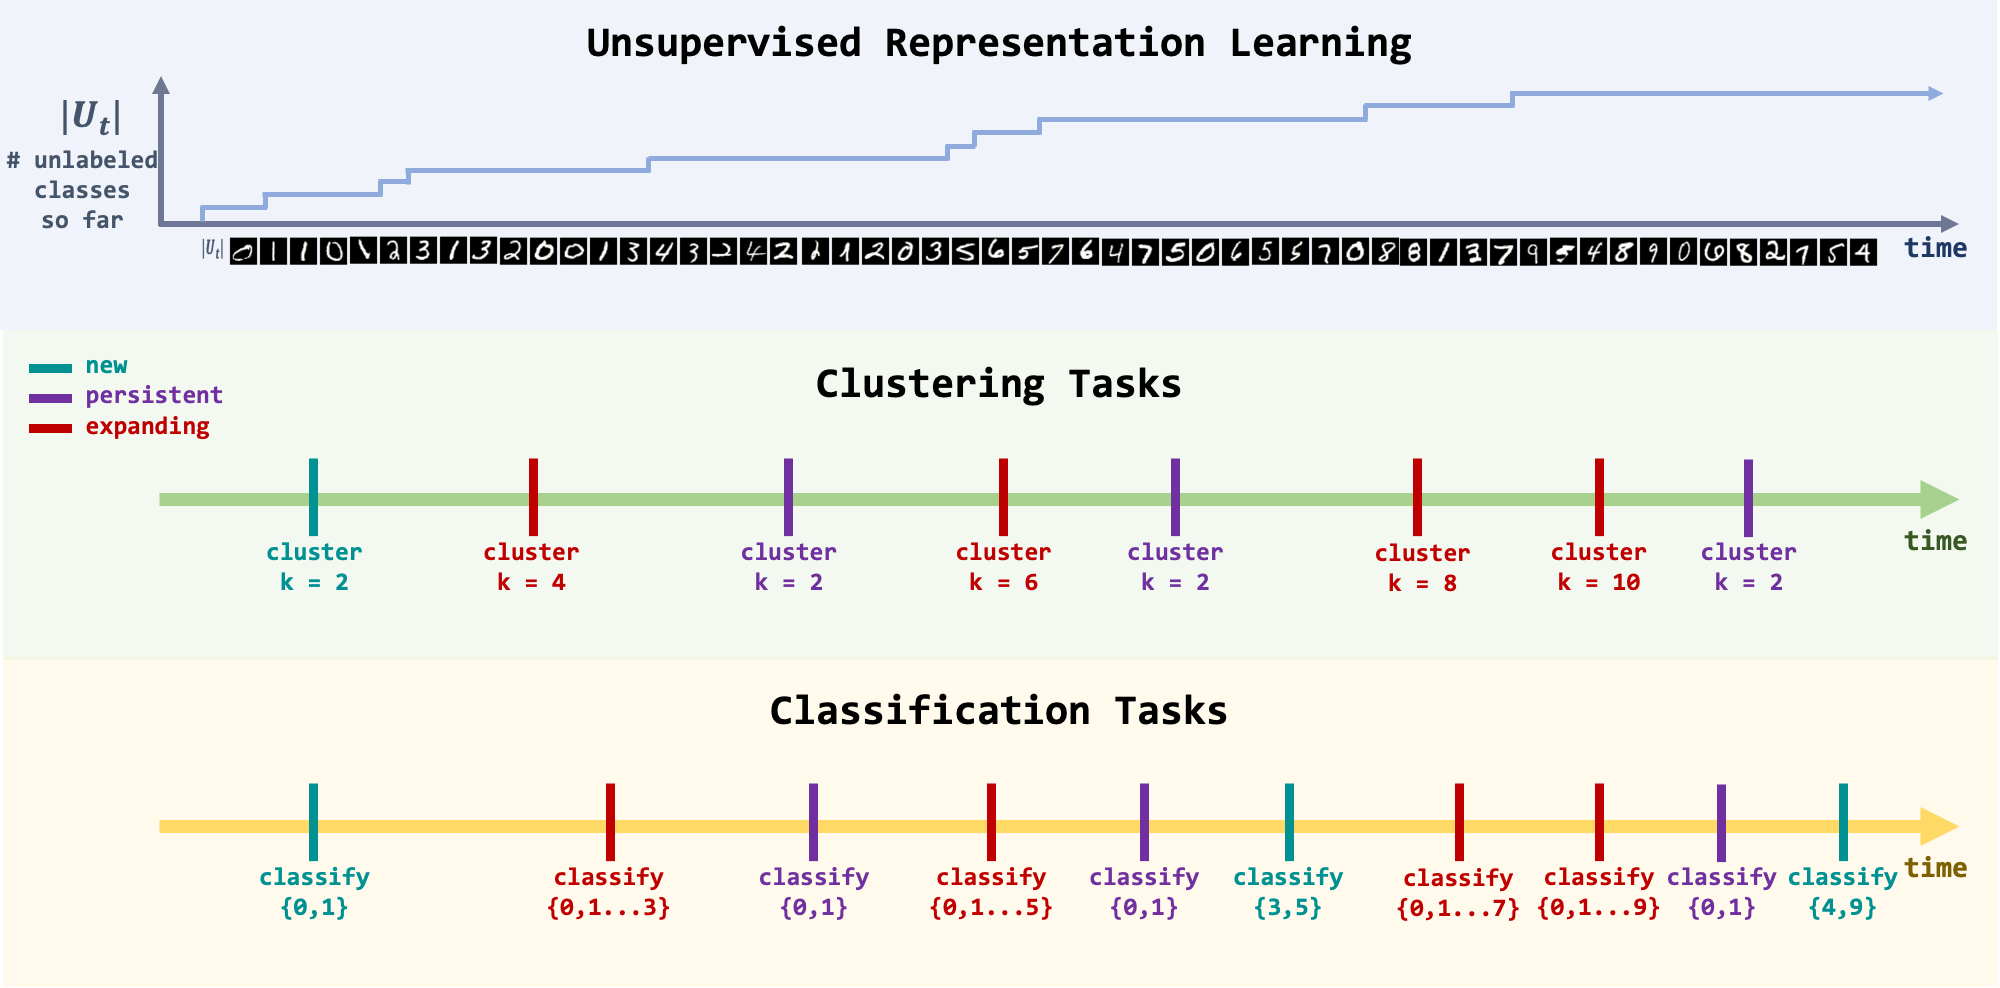 Unsupervised Representation Learning
|Uₜ|
# unlabeled
classes
so far
|Uₜ| 0 1 1 0 1 2 3 1 3 2 0 0 1 3 4 3 2 4 2 2 1 2 0 3 5 6 5 7 6 4 7 5 0 6 5 5 7 0 8 8 1 3 7 9 5 4 8 9 0 6 8 2 7 5 4
time
new
persistent
expanding
Clustering Tasks
cluster cluster cluster cluster cluster cluster cluster cluster
k = 2 k = 4 k = 2 k = 6 k = 2 k = 8 k = 10 k = 2
time
Classification Tasks
classify classify classify classify classify classify classify classify classify classify
{0,1} {0,1...3} {0,1} {0,1...5} {0,1} {3,5} {0,1...7} {0,1...9} {0,1} {4,9}
time